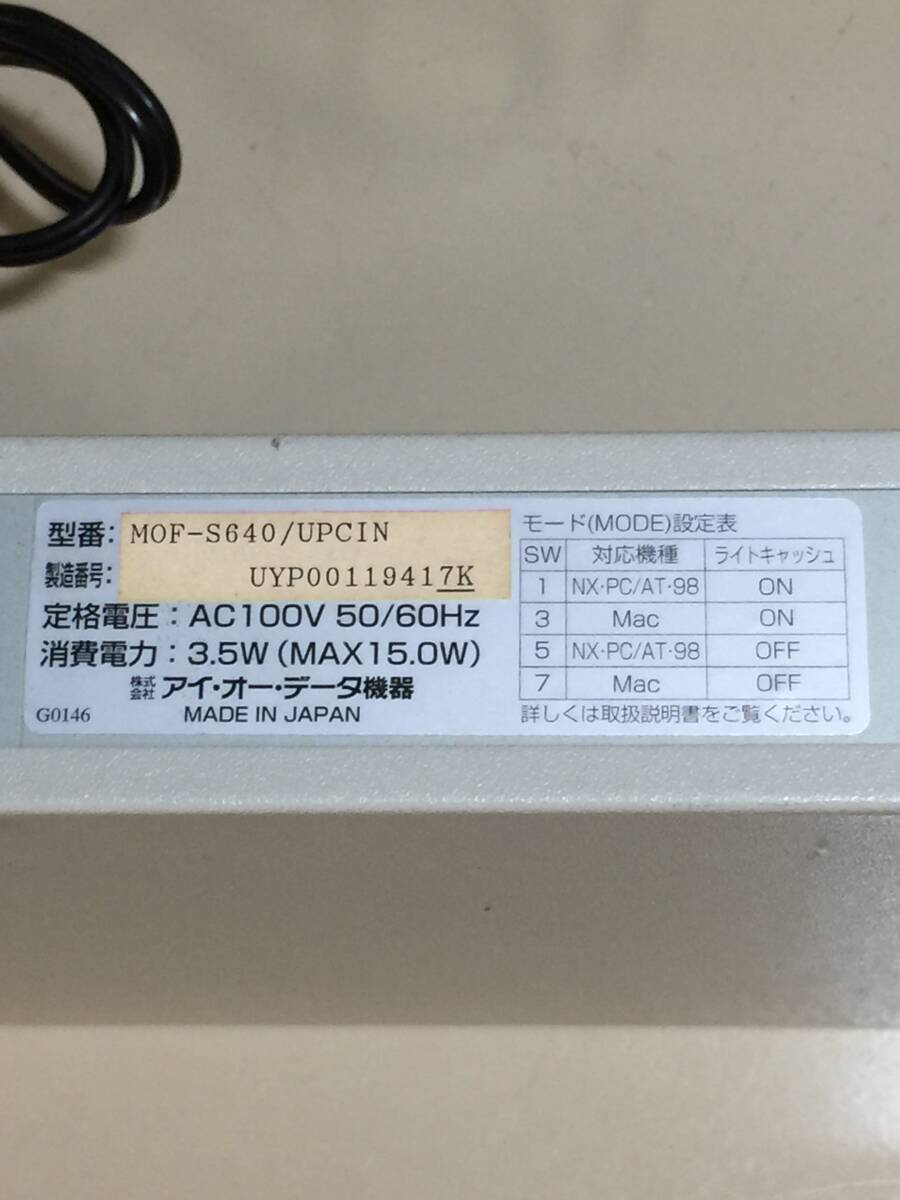 型番: MOF-S640/UPCIN
製造番号: UYP00119417K
定格電圧：AC100V 50/60Hz
消費電力：3.5W (MAX15.0W)
株式会社 アイ・オー・データ機器
G0146 MADE IN JAPAN
モード(MODE)設定表
SW 対応機種 ライトキャッシュ
1 NX・PC/AT・98 ON
3 Mac ON
5 NX・PC/AT・98 OFF
7 Mac OFF
詳しくは取扱説明書をご覧ください。